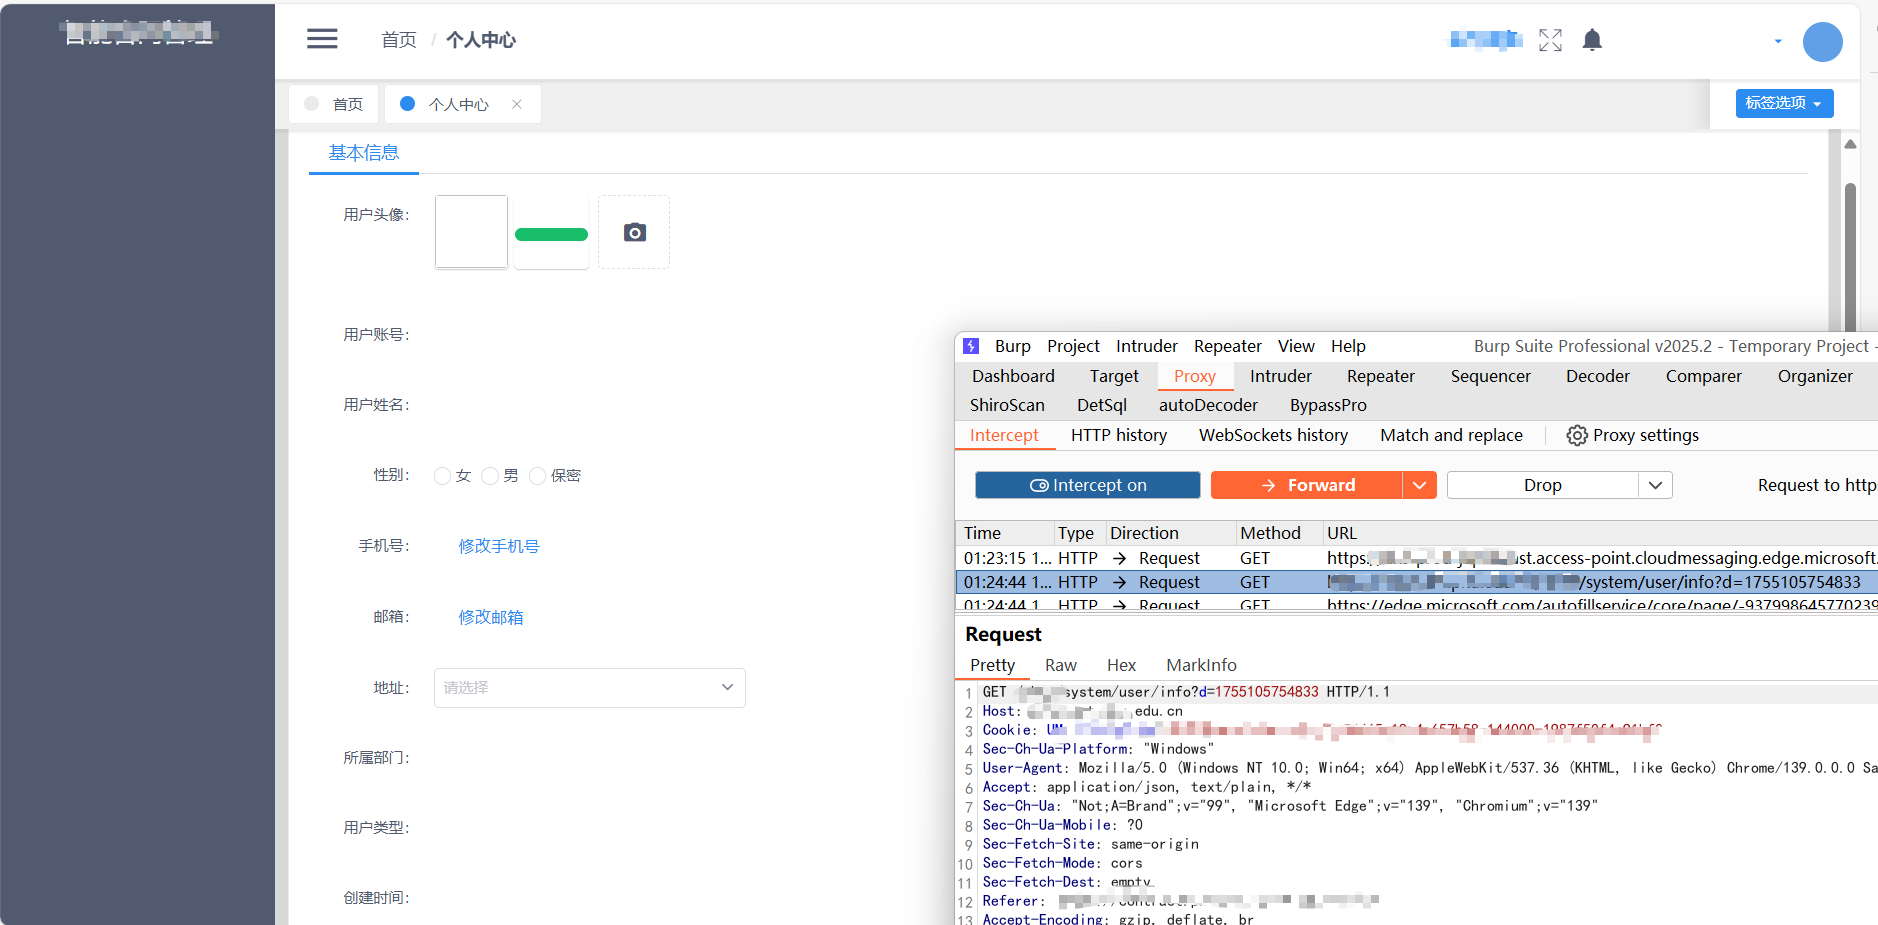 首页 / 个人中心
首页 个人中心
标签选项
基本信息
用户头像:
用户账号:
用户姓名:
性别: 女 男 保密
手机号: 修改手机号
邮箱: 修改邮箱
地址: 请选择
所属部门:
用户类型:
创建时间:
Burp Project Intruder Repeater View Help Burp Suite Professional v2025.2 - Temporary Project -
Dashboard Target Proxy Intruder Repeater Sequencer Decoder Comparer Organizer
ShiroScan DetSql autoDecoder BypassPro
Intercept HTTP history WebSockets history Match and replace Proxy settings
Intercept on Forward Drop Request to http
Time Type Direction Method URL
01:23:15 1... HTTP → Request GET https: st.access-point.cloudmessaging.edge.microsoft.
01:24:44 1... HTTP → Request GET /system/user/info?d=1755105754833
01:24:44 1... HTTP → Request GET https://edge.microsoft.com/autofillservice/core/page/-937998645770239
Request
Pretty Raw Hex MarkInfo
1 GET system/user/info?d=1755105754833 HTTP/1.1
2 Host: .edu.cn
3 Cookie:
4 Sec-Ch-Ua-Platform: "Windows"
5 User-Agent: Mozilla/5.0 (Windows NT 10.0; Win64; x64) AppleWebKit/537.36 (KHTML, like Gecko) Chrome/139.0.0.0 Sa
6 Accept: application/json, text/plain, */*
7 Sec-Ch-Ua: "Not;A=Brand";v="99", "Microsoft Edge";v="139", "Chromium";v="139"
8 Sec-Ch-Ua-Mobile: ?0
9 Sec-Fetch-Site: same-origin
10 Sec-Fetch-Mode: cors
11 Sec-Fetch-Dest: empty
12 Referer:
13 Accept-Encoding: gzip, deflate, br